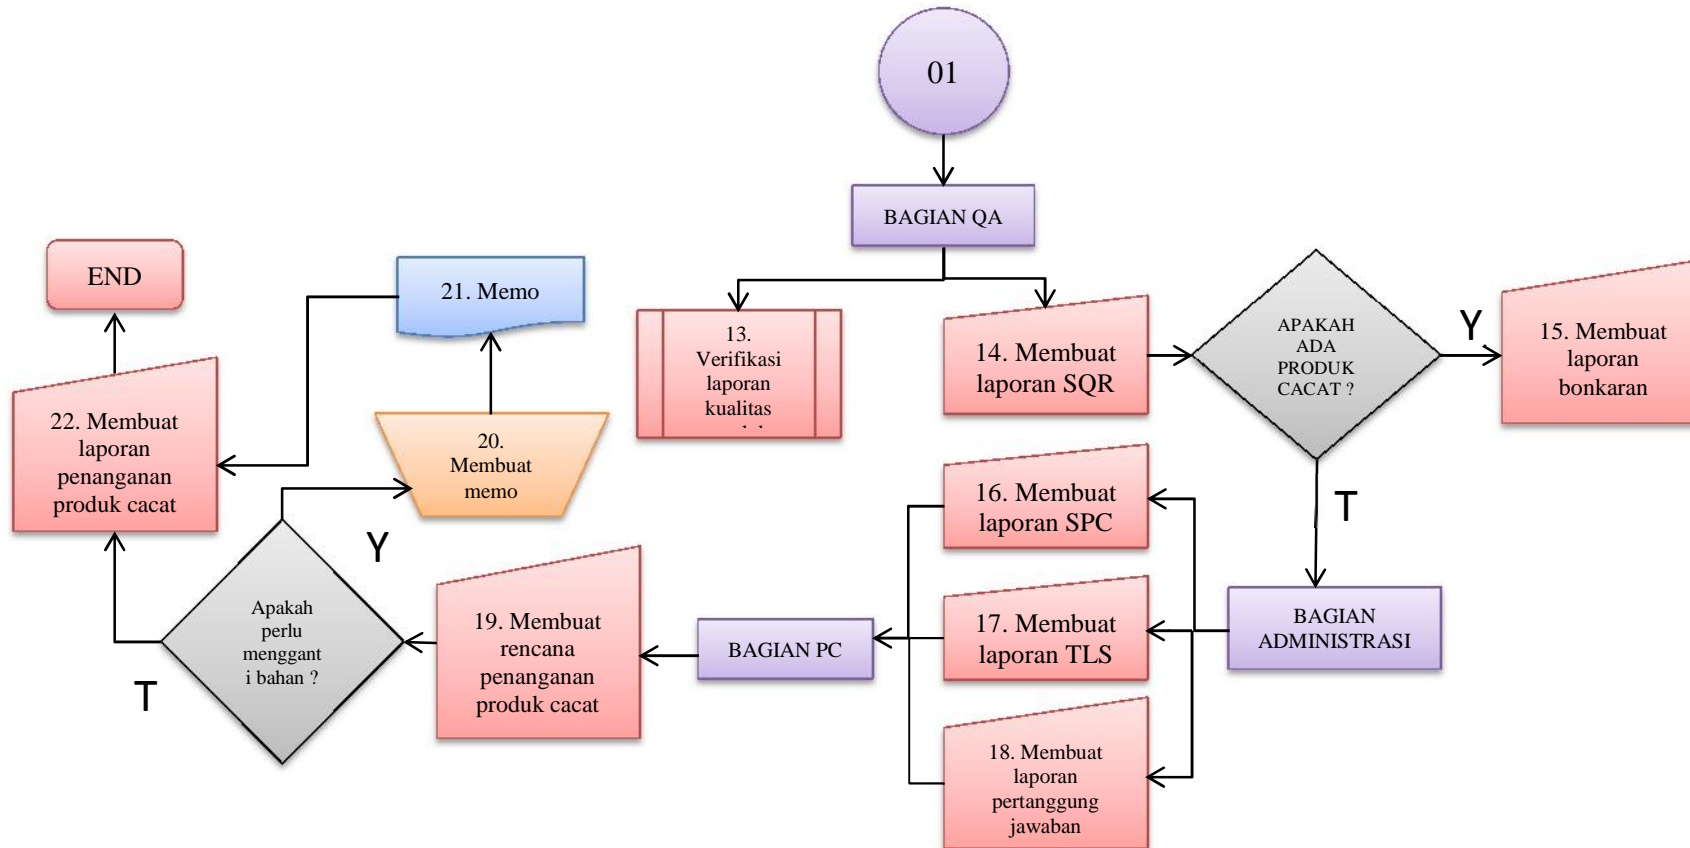 01
BAGIAN QA
END
21. Memo
13.
Verifikasi
laporan
kualitas
14. Membuat
laporan SQR
APAKAH
ADA
PRODUK
CACAT ?
Y
15. Membuat
laporan
bonkaran
22. Membuat
laporan
penanganan
produk cacat
20.
Membuat
memo
16. Membuat
laporan SPC
T
Y
Apakah
perlu
mengganti
i bahan ?
T
19. Membuat
rencana
penanganan
produk cacat
BAGIAN PC
17. Membuat
laporan TLS
BAGIAN
ADMINISTRASI
18. Membuat
laporan
pertanggung
jawaban